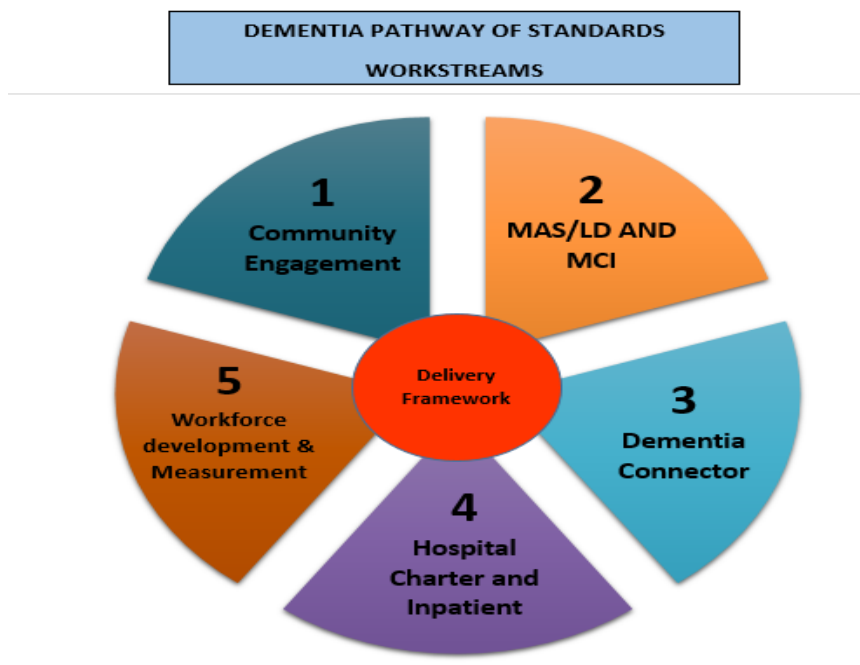 DEMENTIA PATHWAY OF STANDARDS
WORKSTREAMS
1
Community
Engagement
2
MAS/LD AND
MCI
3
Dementia
Connector
4
Hospital
Charter and
Inpatient
5
Workforce
development &
Measurement
Delivery
Framework